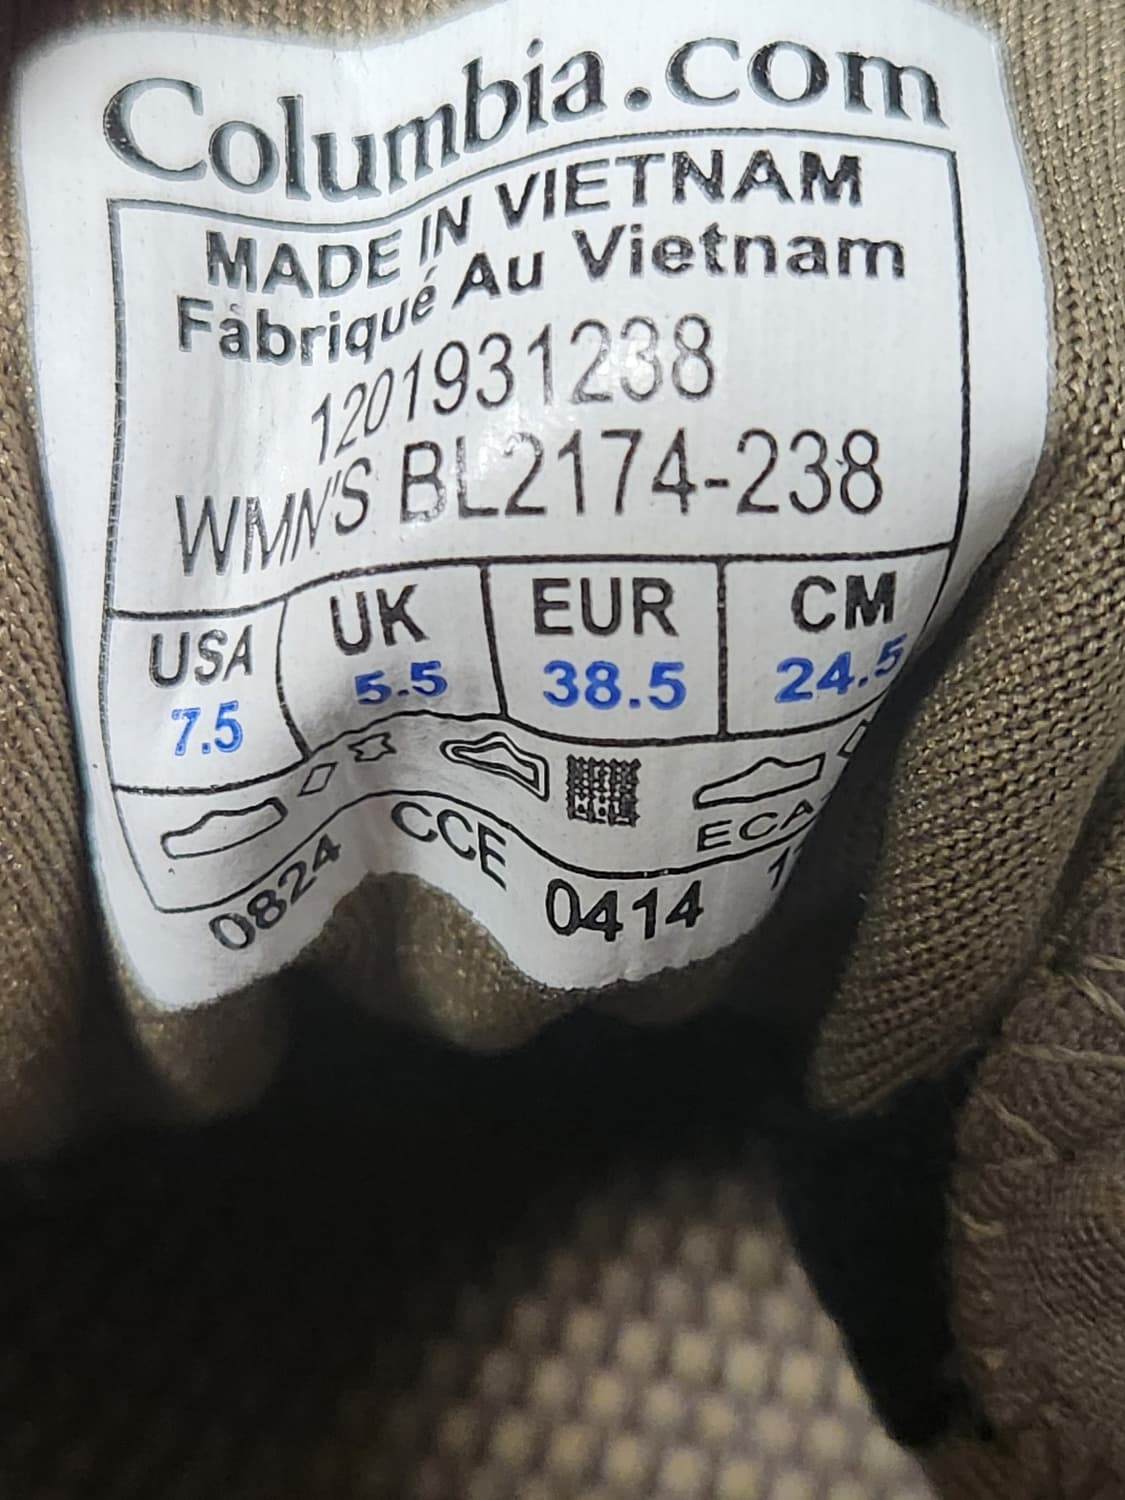 Columbia.com
MADE IN VIETNAM
Fabriqué Au Vietnam
1201931238
WMN'S BL2174-238
USA UK EUR CM
7.5 5.5 38.5 24.5
0824 CCE 0414